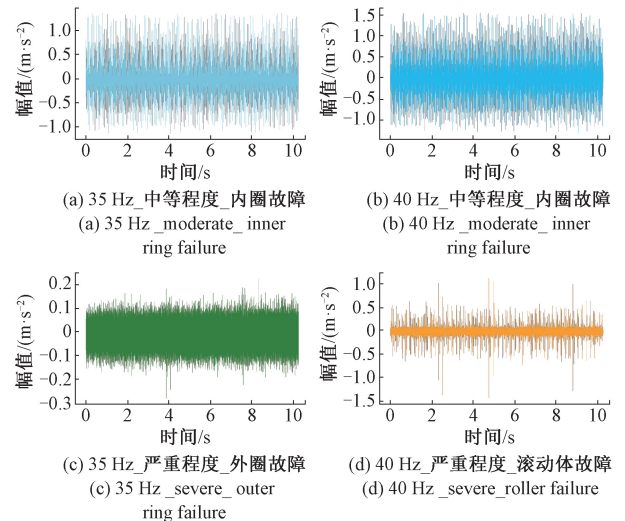 幅值/(m·s⁻²)
1.0
0.5
0
−0.5
−1.0
0 2 4 6 8 10
时间/s
(a) 35 Hz_中等程度_内圈故障
(a) 35 Hz _moderate_ inner
ring failure
幅值/(m·s⁻²)
1.5
1.0
0.5
0
−0.5
−1.0
0 2 4 6 8 10
时间/s
(b) 40 Hz_中等程度_内圈故障
(b) 40 Hz _moderate_ inner
ring failure
幅值/(m·s⁻²)
0.2
0.1
0
−0.1
−0.2
−0.3
0 2 4 6 8 10
时间/s
(c) 35 Hz_严重程度_外圈故障
(c) 35 Hz _severe_ outer
ring failure
幅值/(m·s⁻²)
1.0
0.5
0
−0.5
−1.0
−1.5
0 2 4 6 8 10
时间/s
(d) 40 Hz_严重程度_滚动体故障
(d) 40 Hz _severe_roller failure